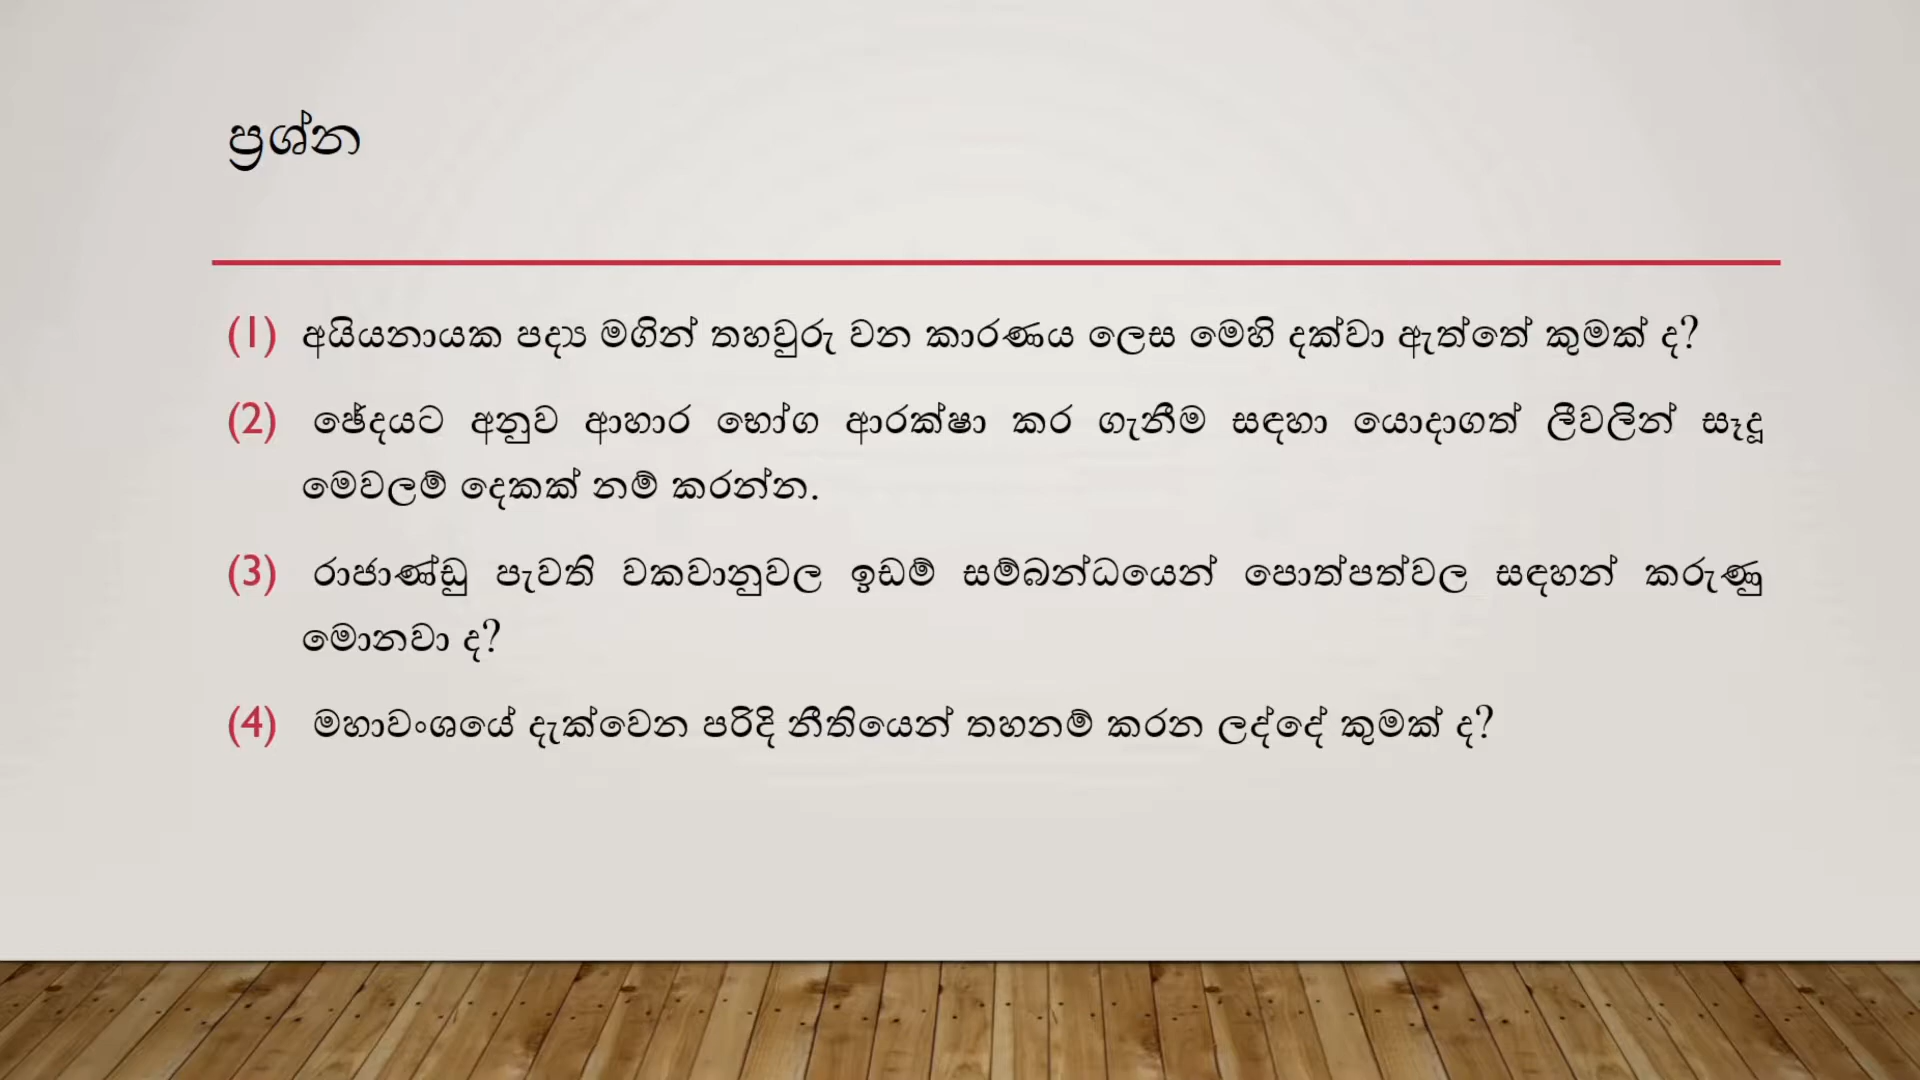 ප්‍රශ්න
(1) අයියනායක පද්‍ය මගින් තහවුරු වන කාරණය ලෙස මෙහි දක්වා ඇත්තේ කුමක් ද?
(2) ඡේදයට අනුව ආහාර භෝග ආරක්ෂා කර ගැනීම සඳහා යොදාගත් ලීවලින් සෑදූ
මෙවලම් දෙකක් නම් කරන්න.
(3) රාජාණ්ඩු පැවති වකවානුවල ඉඩම් සම්බන්ධයෙන් පොත්පත්වල සඳහන් කරුණු
මොනවා ද?
(4) මහාවංශයේ දැක්වෙන පරිදි නීතියෙන් තහනම් කරන ලද්දේ කුමක් ද?